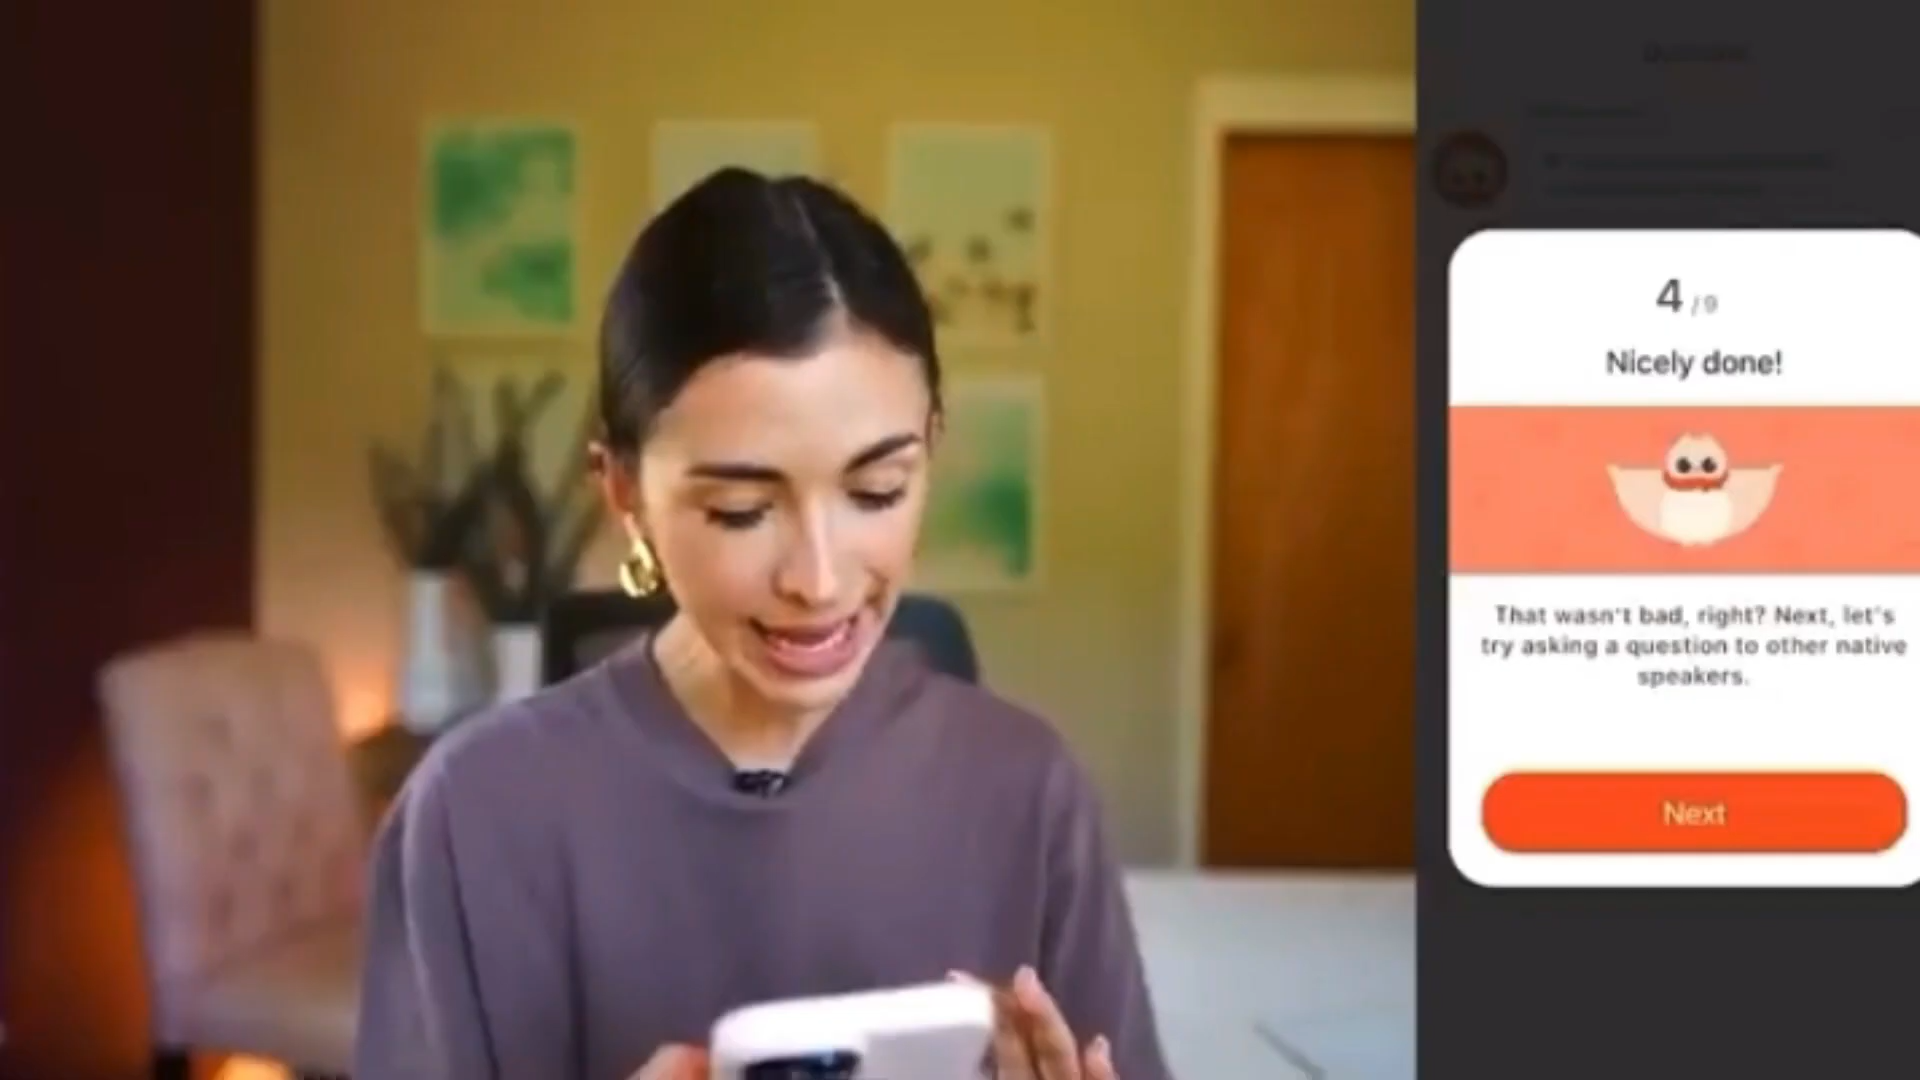 4 / 9
Nicely done!
That wasn't bad, right? Next, let's
try asking a question to other native
speakers.
Next